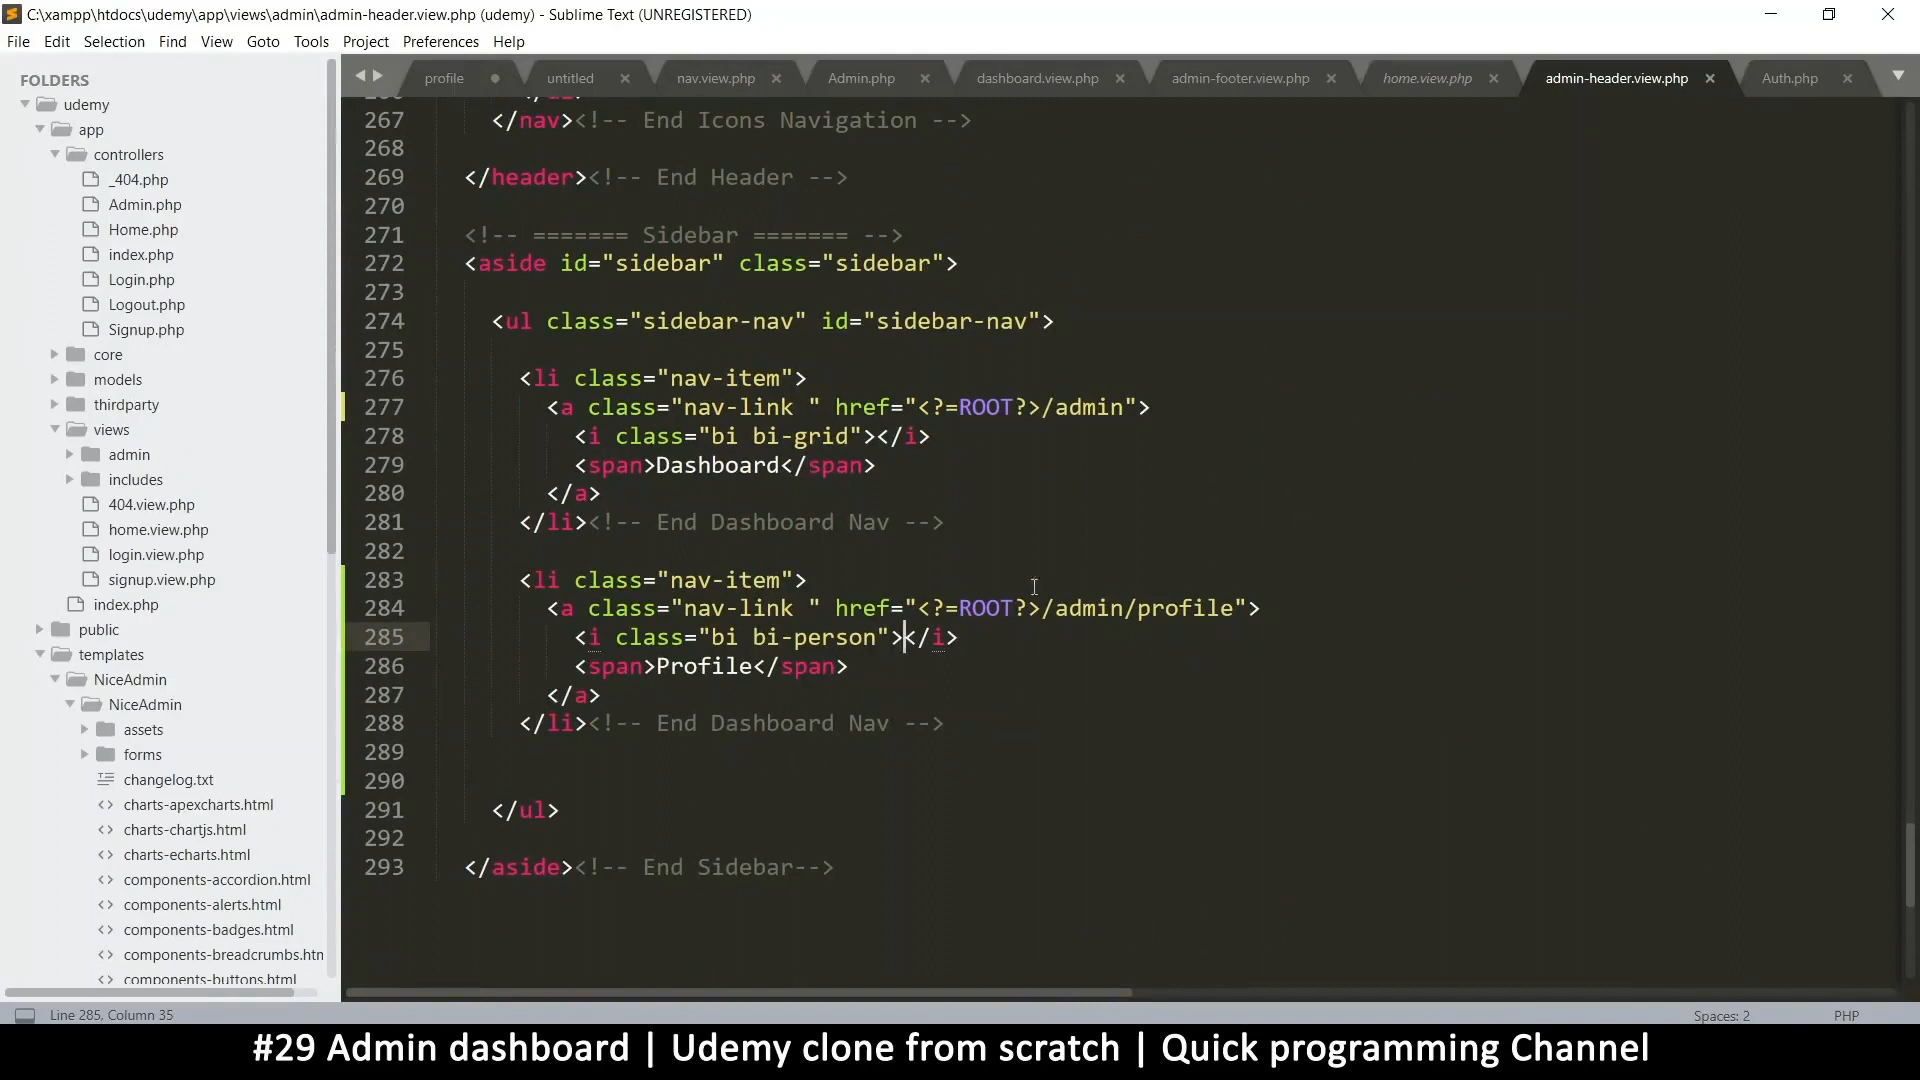 C:\xampp\htdocs\udemy\app\views\admin\admin-header.view.php (udemy) - Sublime Text (UNREGISTERED)
File Edit Selection Find View Goto Tools Project Preferences Help
FOLDERS
udemy
app
controllers
_404.php
Admin.php
Home.php
index.php
Login.php
Logout.php
Signup.php
core
models
thirdparty
views
admin
includes
404.view.php
home.view.php
login.view.php
signup.view.php
index.php
public
templates
NiceAdmin
NiceAdmin
assets
forms
changelog.txt
charts-apexcharts.html
charts-chartjs.html
charts-echarts.html
components-accordion.html
components-alerts.html
components-badges.html
components-breadcrumbs.htm
components-buttons.html
profile untitled nav.view.php Admin.php dashboard.view.php admin-footer.view.php home.view.php admin-header.view.php Auth.php
267 </nav><!-- End Icons Navigation -->
268
269 </header><!-- End Header -->
270
271 <!-- ======= Sidebar ======= -->
272 <aside id="sidebar" class="sidebar">
273
274 <ul class="sidebar-nav" id="sidebar-nav">
275
276 <li class="nav-item">
277 <a class="nav-link " href="<?=ROOT?>/admin">
278 <i class="bi bi-grid"></i>
279 <span>Dashboard</span>
280 </a>
281 </li><!-- End Dashboard Nav -->
282
283 <li class="nav-item">
284 <a class="nav-link " href="<?=ROOT?>/admin/profile">
285 <i class="bi bi-person"></i>
286 <span>Profile</span>
287 </a>
288 </li><!-- End Dashboard Nav -->
289
290
291 </ul>
292
293 </aside><!-- End Sidebar-->
Line 285, Column 35
Spaces: 2
PHP
#29 Admin dashboard | Udemy clone from scratch | Quick programming Channel